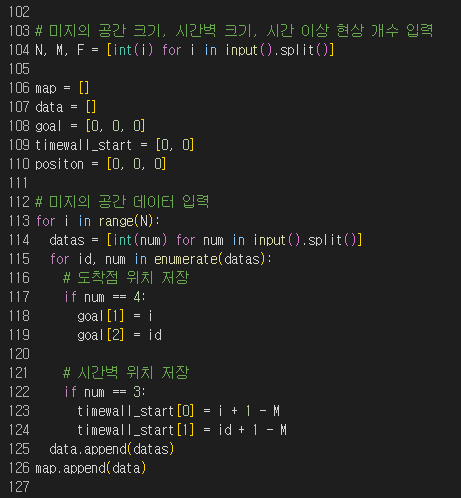 102
103 # 미지의 공간 크기, 시간벽 크기, 시간 이상 현상 개수 입력
104 N, M, F = [int(i) for i in input().split()]
105
106 map = []
107 data = []
108 goal = [0, 0, 0]
109 timewall_start = [0, 0]
110 positon = [0, 0, 0]
111
112 # 미지의 공간 데이터 입력
113 for i in range(N):
114   datas = [int(num) for num in input().split()]
115   for id, num in enumerate(datas):
116     # 도착점 위치 저장
117     if num == 4:
118       goal[1] = i
119       goal[2] = id
120
121     # 시간벽 위치 저장
122     if num == 3:
123       timewall_start[0] = i + 1 - M
124       timewall_start[1] = id + 1 - M
125   data.append(datas)
126 map.append(data)
127